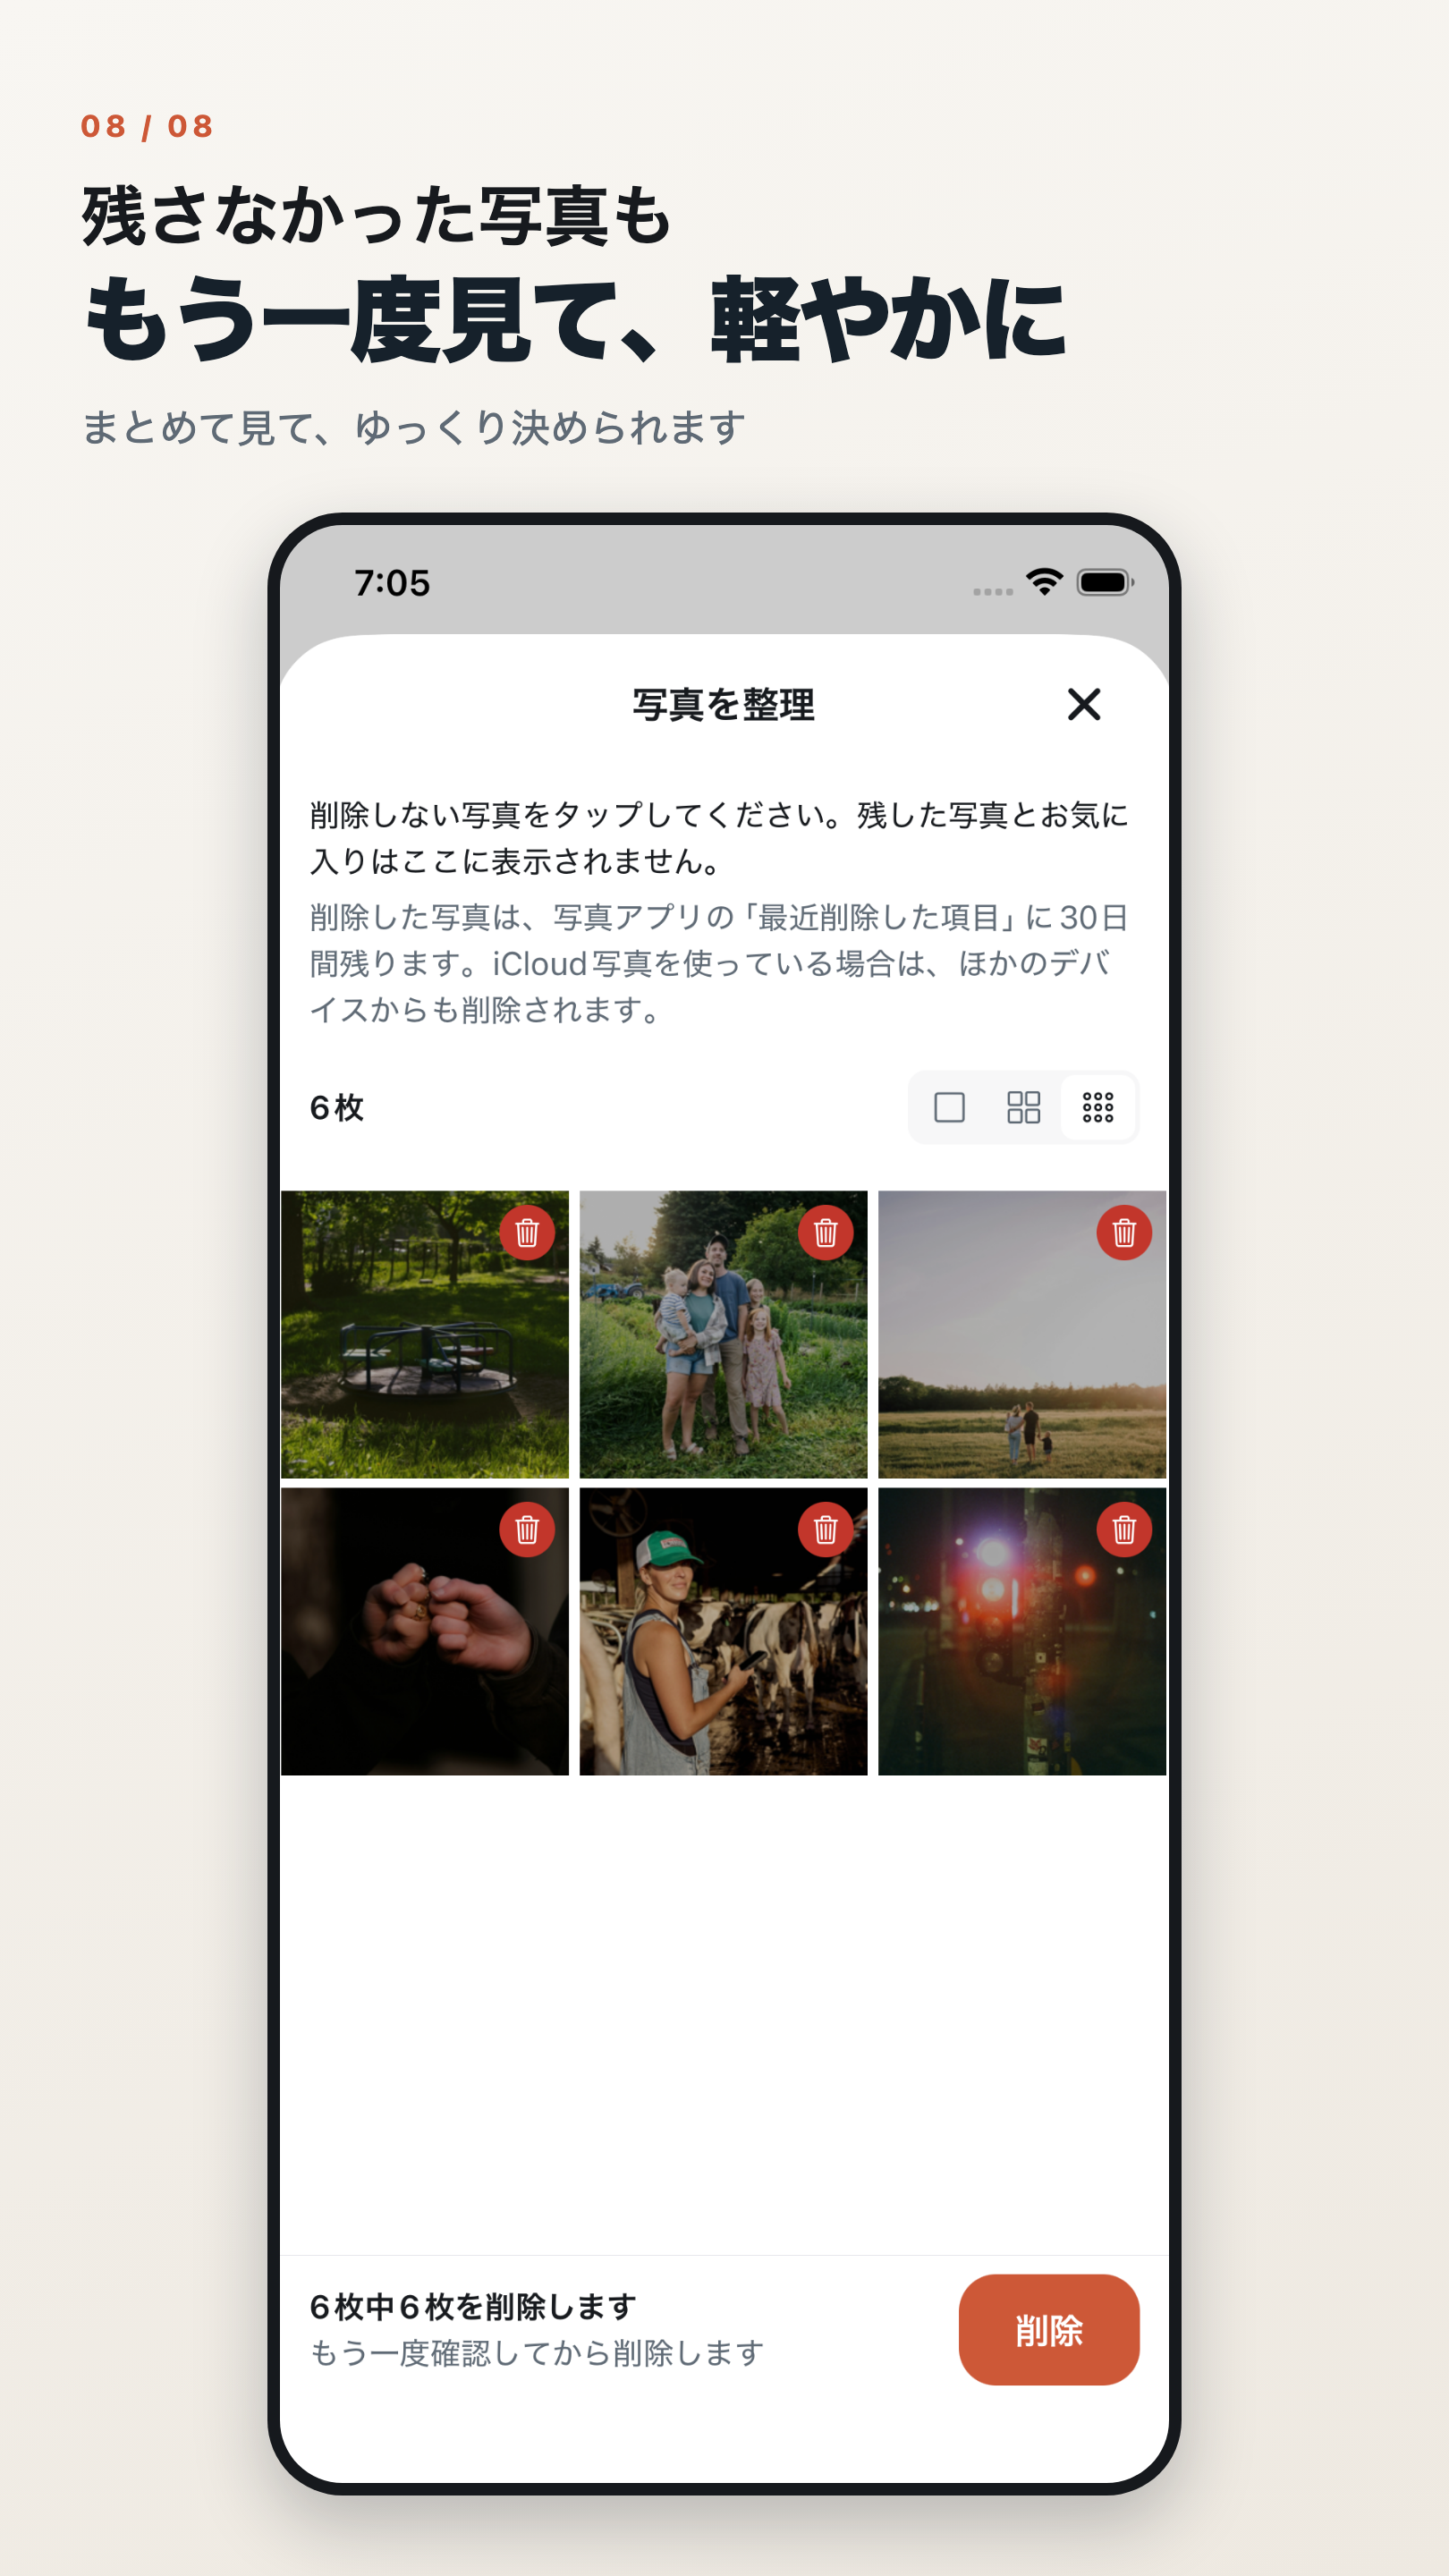 08 / 08
残さなかった写真も
もう一度見て、軽やかに
まとめて見て、ゆっくり決められます
7:05
写真を整理
削除しない写真をタップしてください。残した写真とお気に
入りはここに表示されません。
削除した写真は、写真アプリの「最近削除した項目」に30日
間残ります。iCloud写真を使っている場合は、ほかのデバ
イスからも削除されます。
6枚
6枚中6枚を削除します
もう一度確認してから削除します
削除